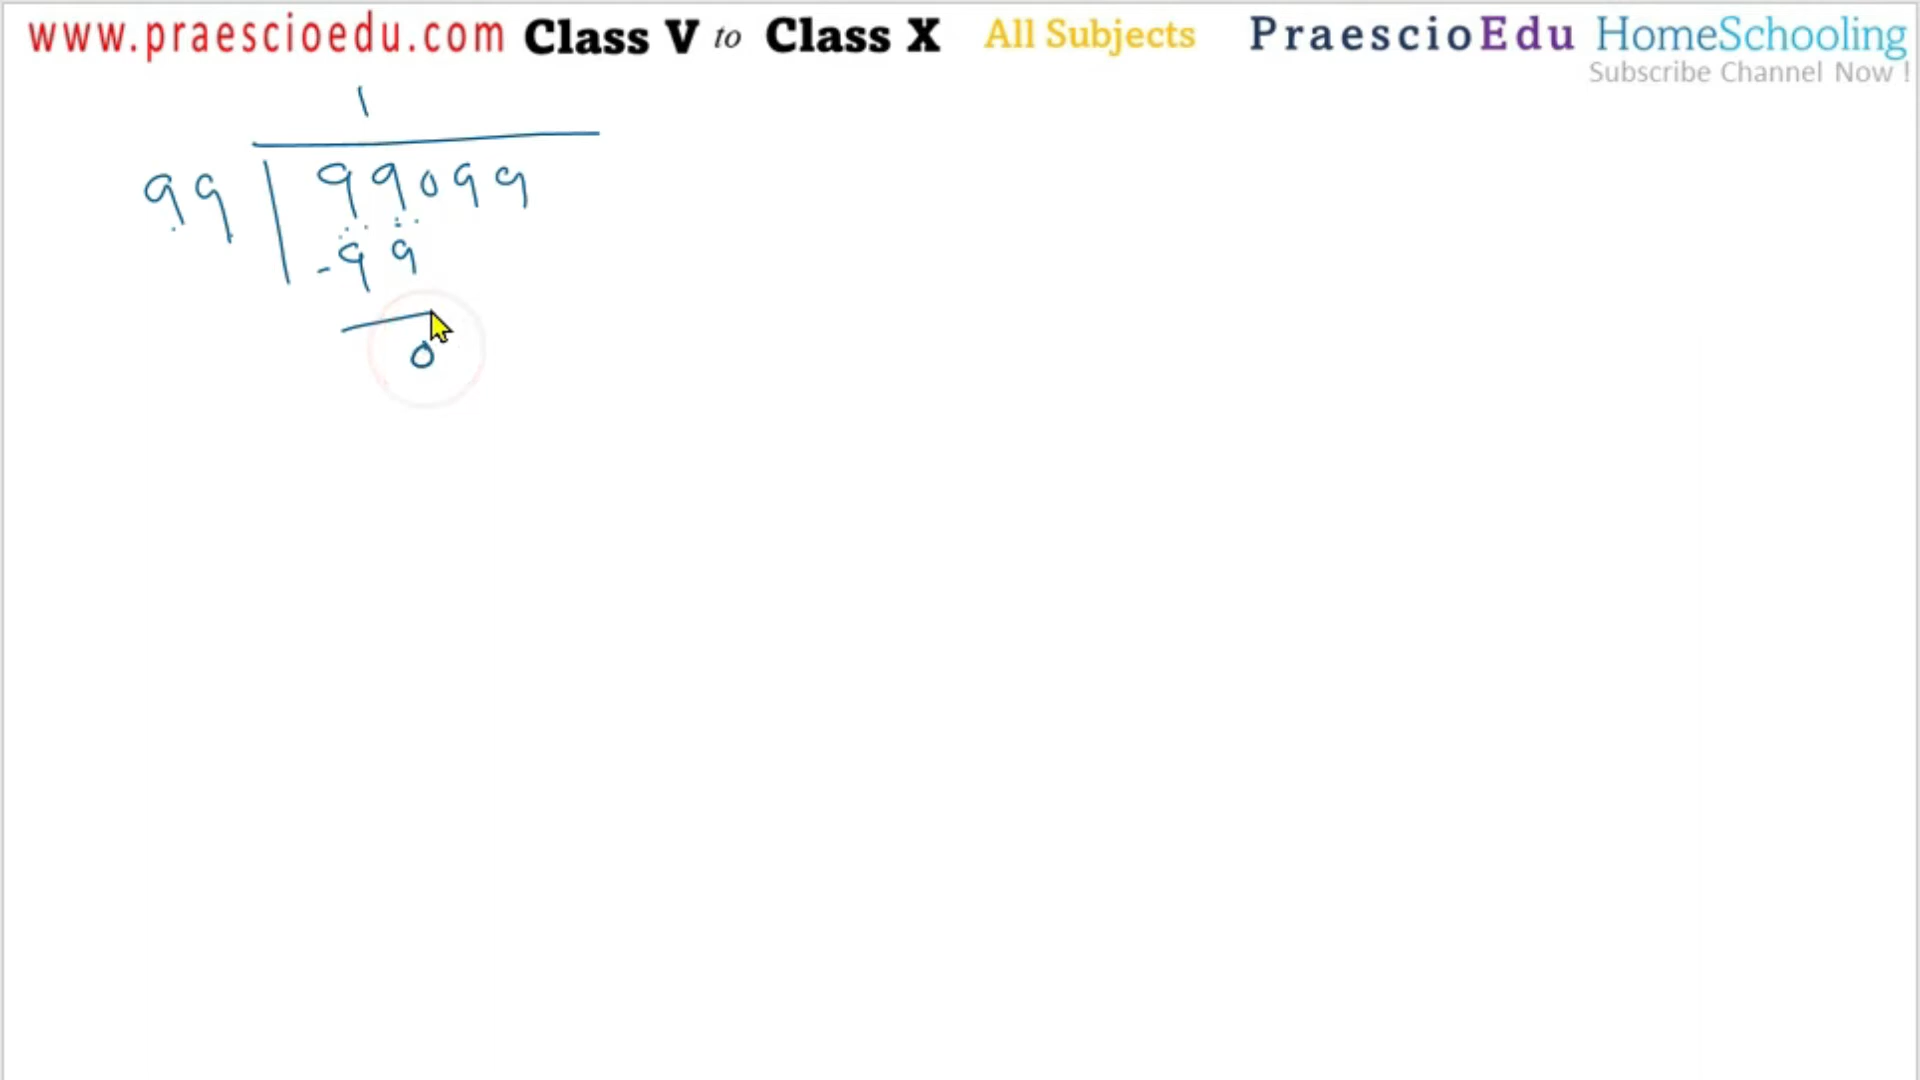 www.praescioedu.com Class V to Class X All Subjects PraescioEdu HomeSchooling
Subscribe Channel Now !
1
99 99099
-99
0